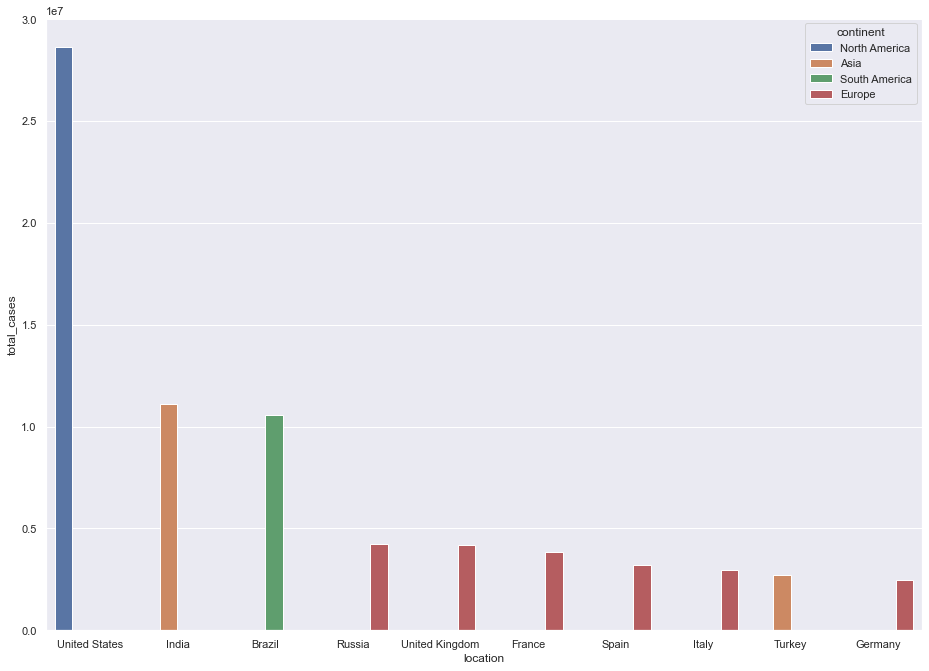 1e7
3.0
2.5
2.0
1.5
1.0
0.5
0.0
total_cases
continent
North America
Asia
South America
Europe
United States India Brazil Russia United Kingdom France Spain Italy Turkey Germany
location